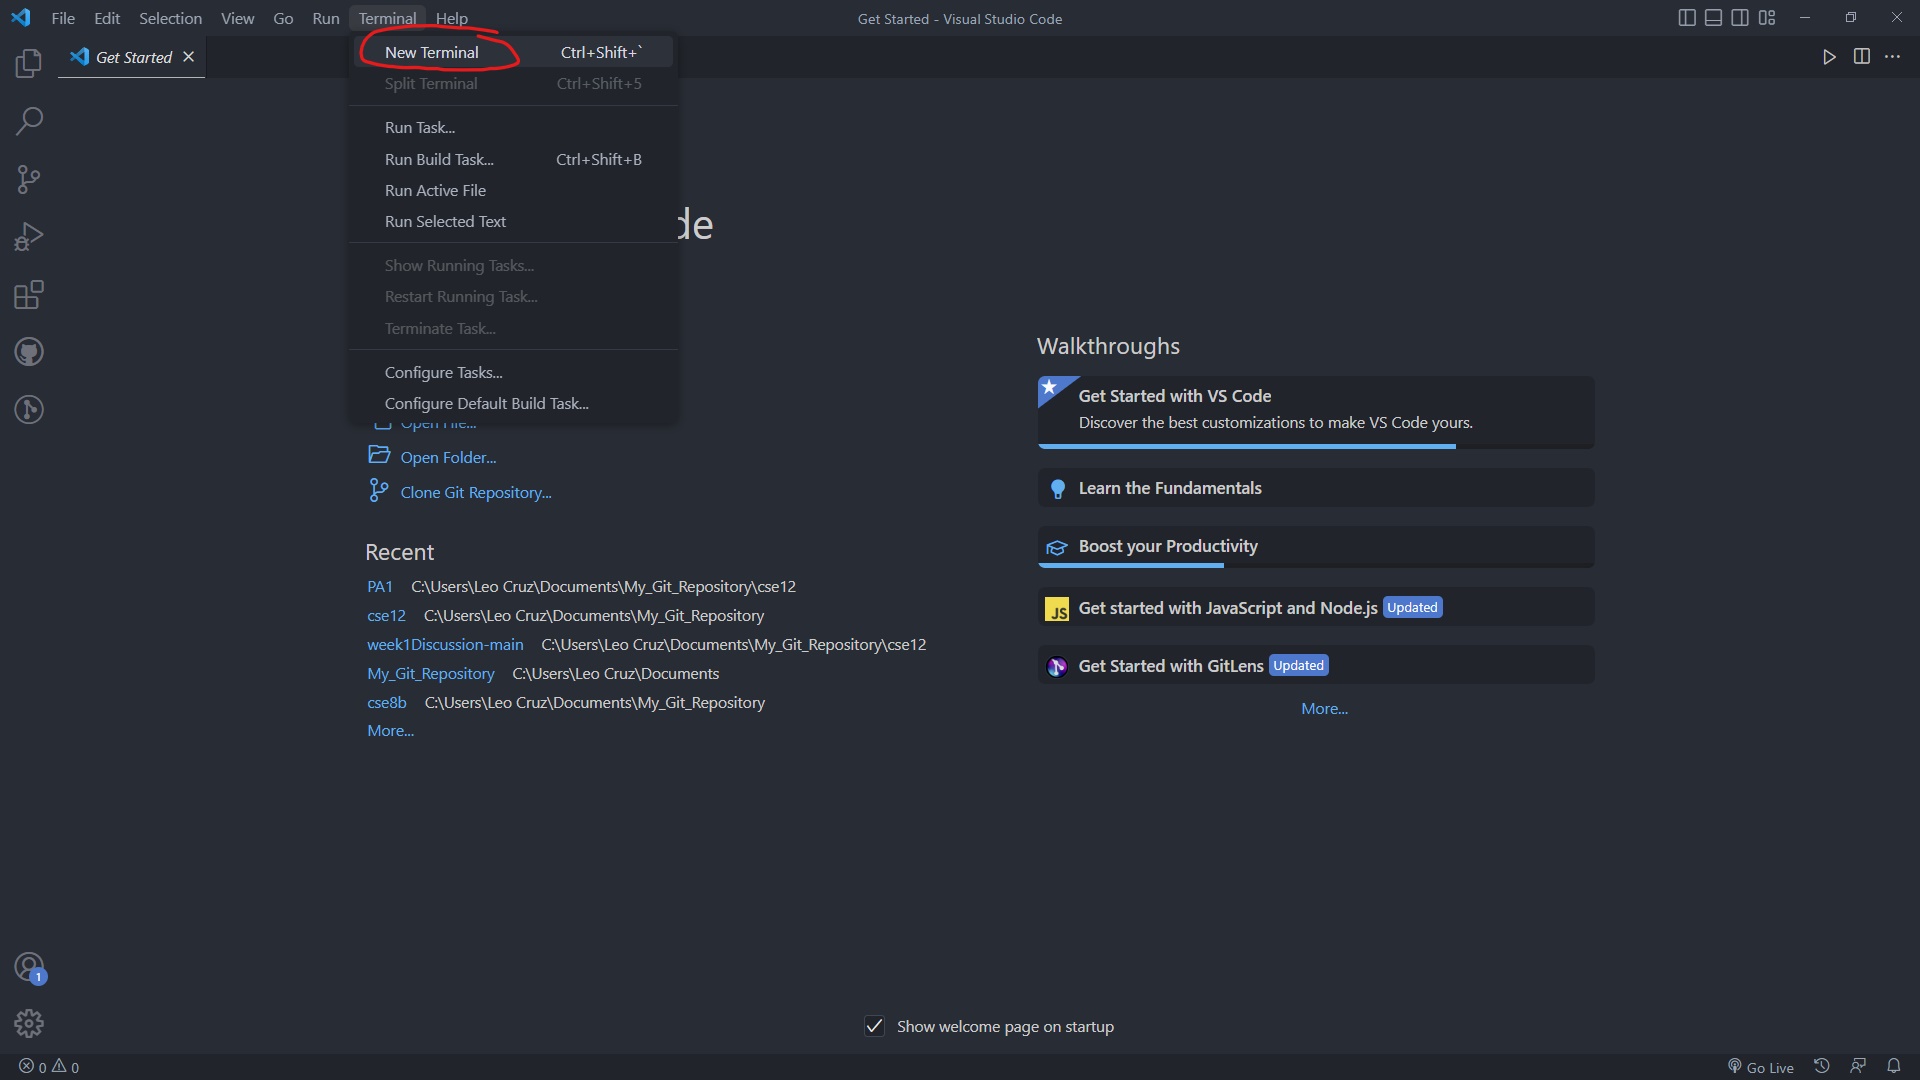 File Edit Selection View Go Run Terminal Help Get Started - Visual Studio Code
Get Started
New Terminal Ctrl+Shift+`
Split Terminal Ctrl+Shift+5
Run Task...
Run Build Task... Ctrl+Shift+B
Run Active File
Run Selected Text
de
Show Running Tasks...
Restart Running Task...
Terminate Task...
Configure Tasks...
Configure Default Build Task...
Open File...
Open Folder...
Clone Git Repository...
Recent
PA1 C:\Users\Leo Cruz\Documents\My_Git_Repository\cse12
cse12 C:\Users\Leo Cruz\Documents\My_Git_Repository
week1Discussion-main C:\Users\Leo Cruz\Documents\My_Git_Repository\cse12
My_Git_Repository C:\Users\Leo Cruz\Documents
cse8b C:\Users\Leo Cruz\Documents\My_Git_Repository
More...
Walkthroughs
Get Started with VS Code
Discover the best customizations to make VS Code yours.
Learn the Fundamentals
Boost your Productivity
JS Get started with JavaScript and Node.js Updated
Get Started with GitLens Updated
More...
1
Show welcome page on startup
0 0 Go Live